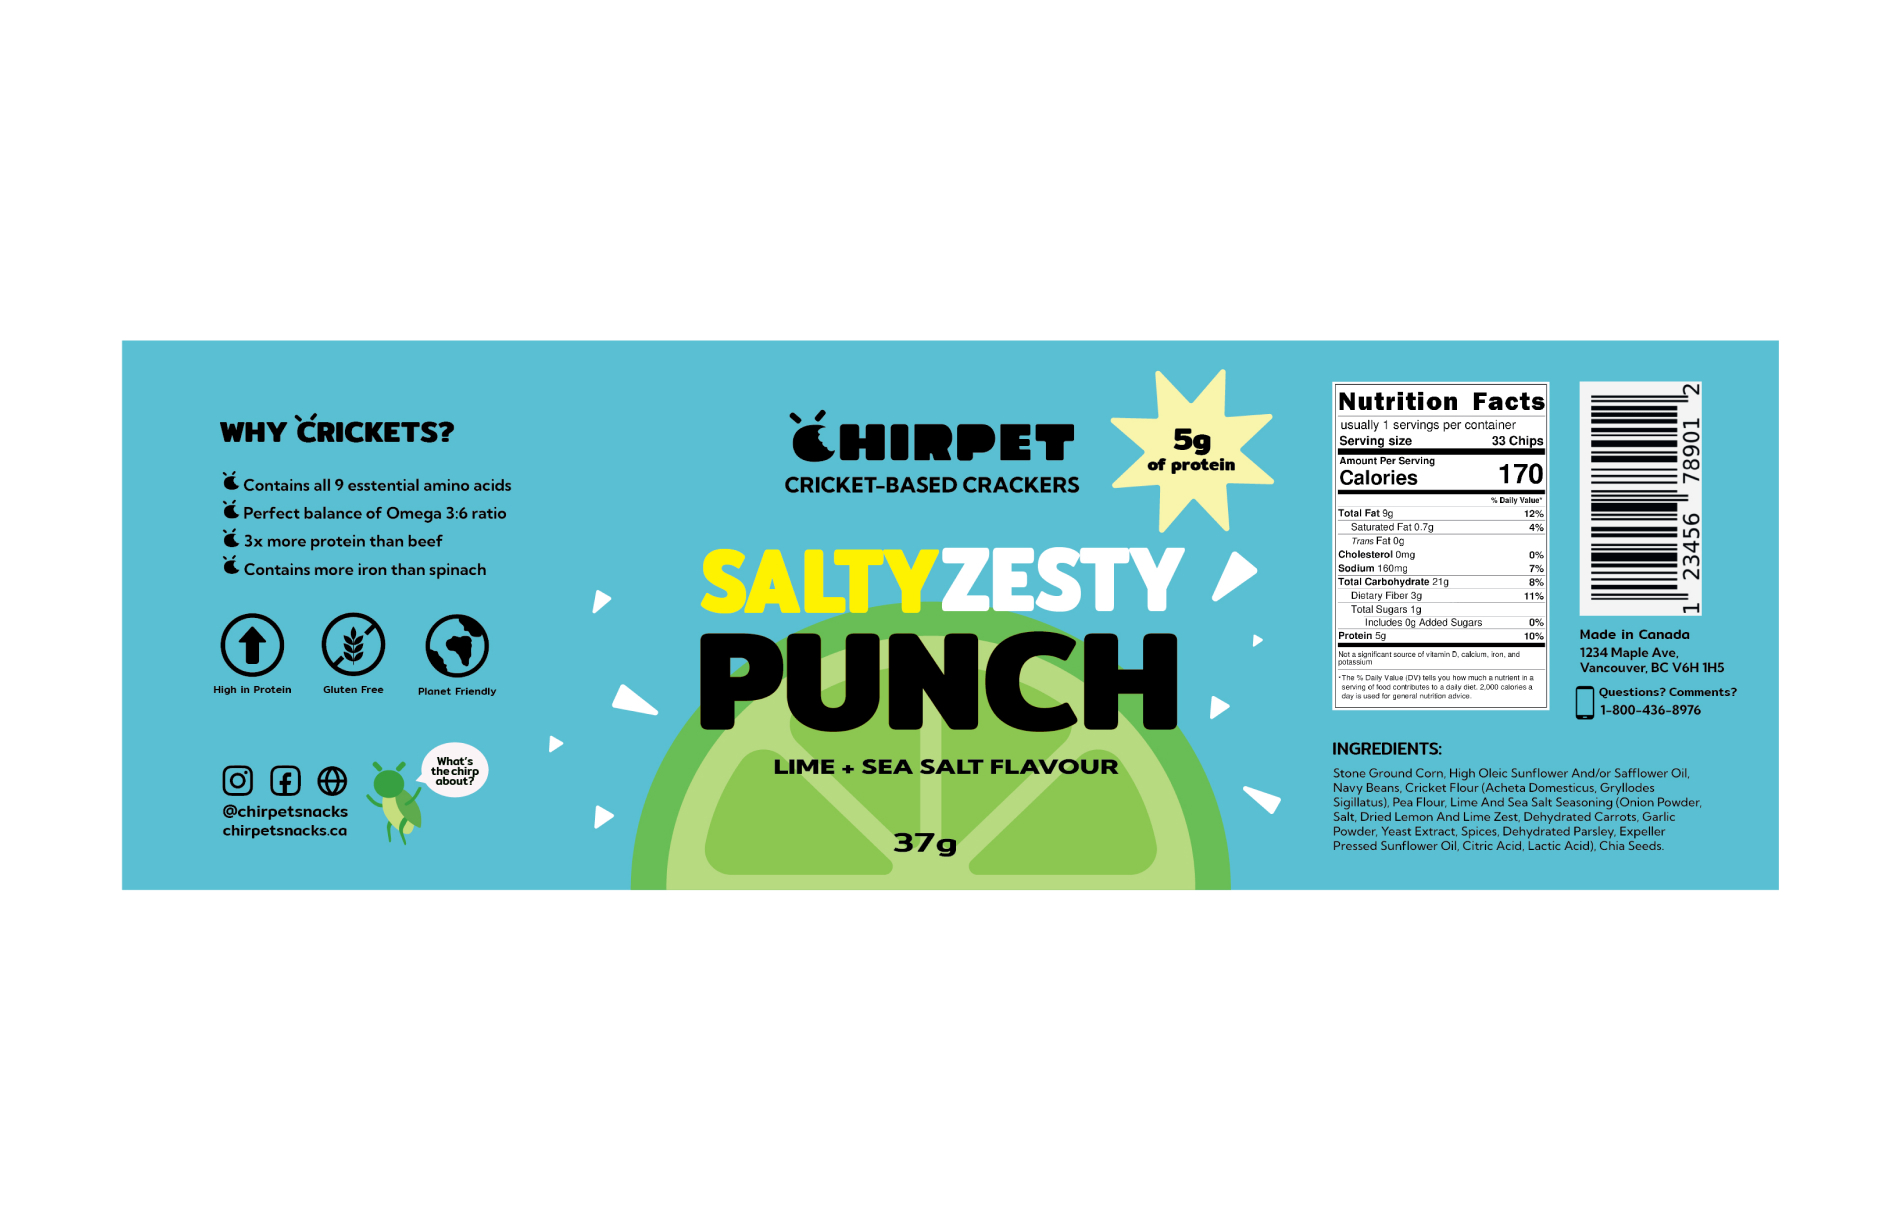 WHY CRICKETS?
Contains all 9 esstential amino acids
Perfect balance of Omega 3:6 ratio
3x more protein than beef
Contains more iron than spinach
High in Protein
Gluten Free
Planet Friendly
What's
the chirp
about?
@chirpetsnacks
chirpetsnacks.ca
CHIRPET
CRICKET-BASED CRACKERS
5g
of protein
SALTYZESTY
PUNCH
LIME + SEA SALT FLAVOUR
37g
Nutrition Facts
usually 1 servings per container
Serving size 33 Chips
Amount Per Serving
Calories 170
% Daily Value*
Total Fat 9g 12%
Saturated Fat 0.7g 4%
Trans Fat 0g
Cholesterol 0mg 0%
Sodium 160mg 7%
Total Carbohydrate 21g 8%
Dietary Fiber 3g 11%
Total Sugars 1g
Includes 0g Added Sugars 0%
Protein 5g 10%
Not a significant source of vitamin D, calcium, iron, and
potassium
*The % Daily Value (DV) tells you how much a nutrient in a
serving of food contributes to a daily diet. 2,000 calories a
day is used for general nutrition advice.
1 23456 78901 2
Made in Canada
1234 Maple Ave,
Vancouver, BC V6H 1H5
Questions? Comments?
1-800-436-8976
INGREDIENTS:
Stone Ground Corn, High Oleic Sunflower And/or Safflower Oil,
Navy Beans, Cricket Flour (Acheta Domesticus, Gryllodes
Sigillatus), Pea Flour, Lime And Sea Salt Seasoning (Onion Powder,
Salt, Dried Lemon And Lime Zest, Dehydrated Carrots, Garlic
Powder, Yeast Extract, Spices, Dehydrated Parsley, Expeller
Pressed Sunflower Oil, Citric Acid, Lactic Acid), Chia Seeds.